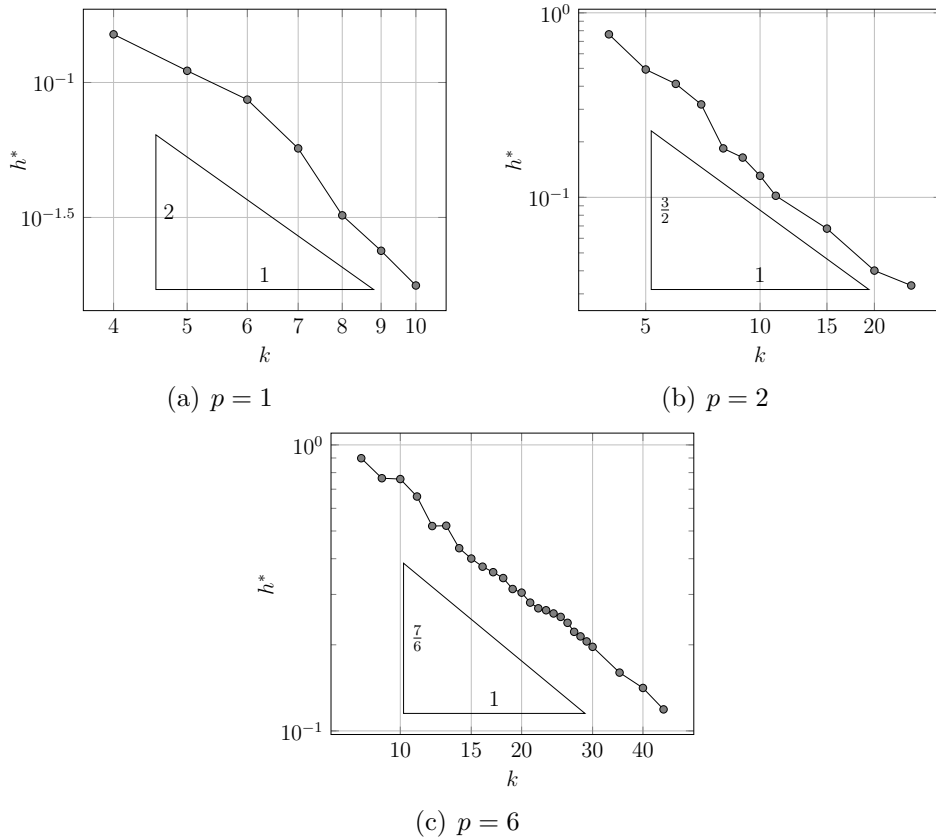 10^{-1}
10^{-1.5}
h^*
2
1
4 5 6 7 8 9 10
k
(a) p = 1
10^0
10^{-1}
h^*
\frac{3}{2}
1
5 10 15 20
k
(b) p = 2
10^0
10^{-1}
h^*
\frac{7}{6}
1
10 15 20 30 40
k
(c) p = 6